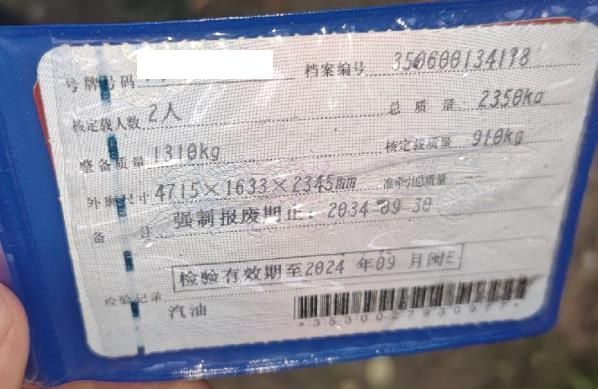 号牌号码 档案编号 350600134198
核定载人数 2人 总质量 2350kg
整备质量 1310kg 核定载质量 910kg
外廓尺寸 4715×1633×2345mm 准牵引总质量
备注 强制报废期止：2034-09-30
检验有效期至2024年09月闽E
检验记录 汽油